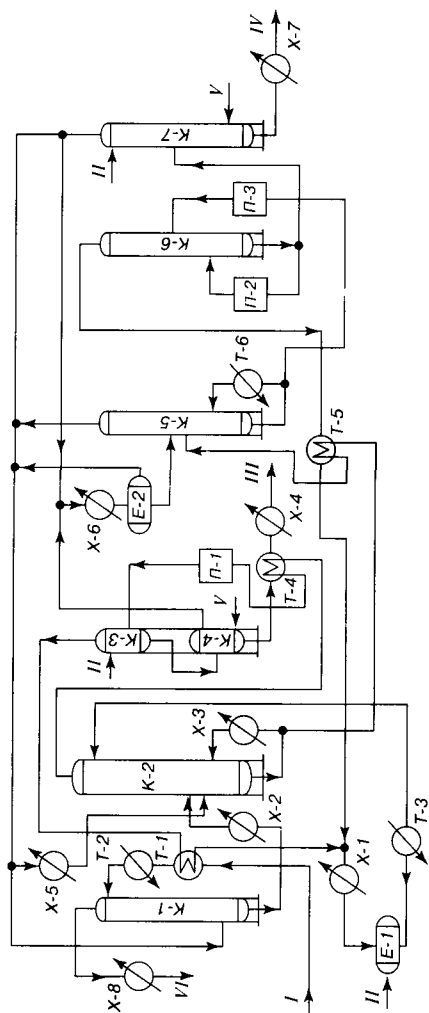 Х-8
VI
I
Х-5
Т-2
Т-1
К-1
Х-2
К-2
Х-3
II
К-3
К-4
V
П-1
Т-4
Х-4
III
Х-6
Е-2
К-5
Т-6
Т-5
К-6
П-2
П-3
II
К-7
V
IV
Х-7
II
Е-1
Х-1
Т-3